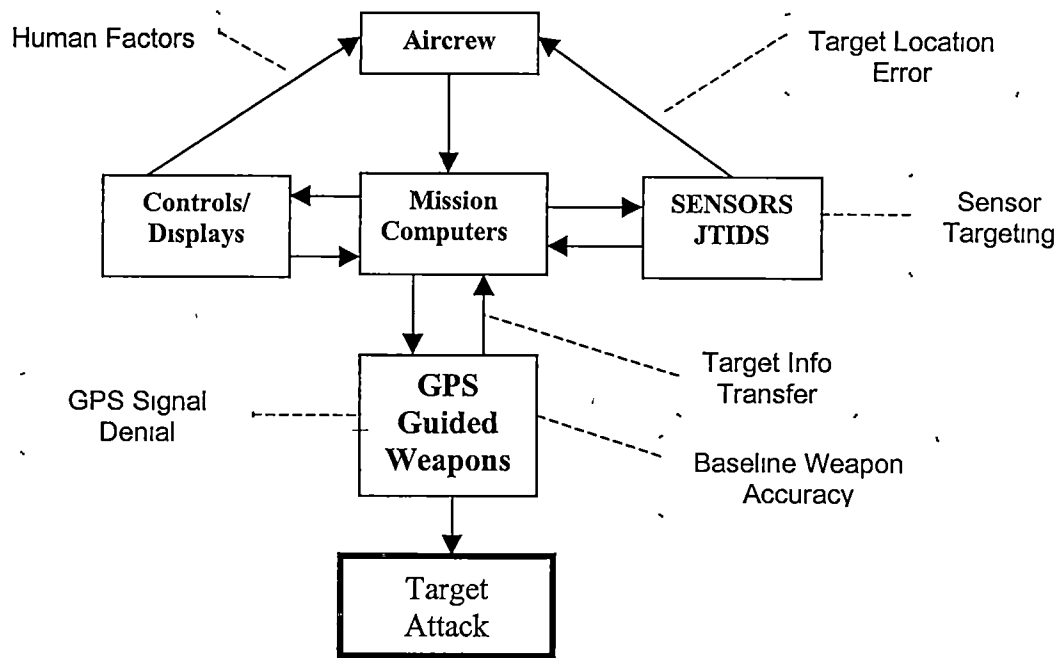 Human Factors
Aircrew
Target Location
Error
Controls/
Displays
Mission
Computers
SENSORS
JTIDS
Sensor
Targeting
GPS Signal
Denial
GPS
Guided
Weapons
Target Info
Transfer
Baseline Weapon
Accuracy
Target
Attack